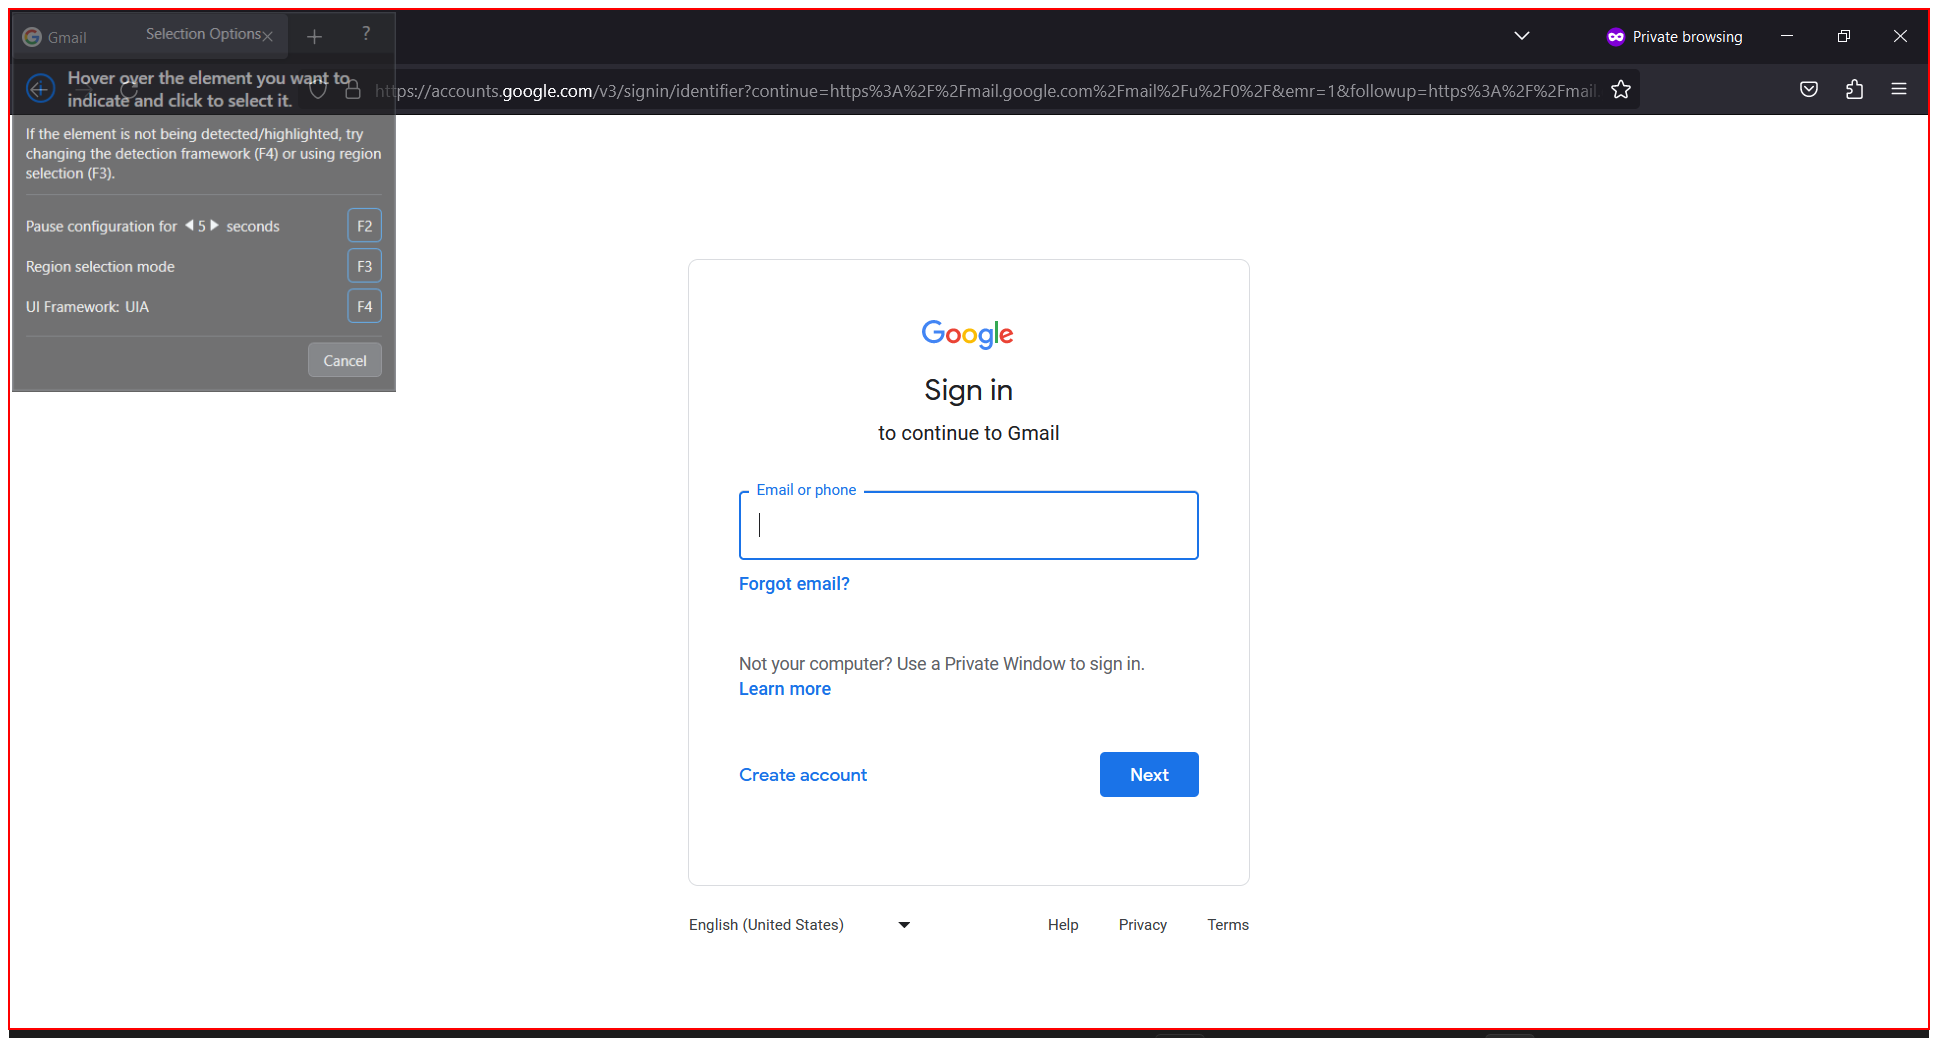 Gmail
Selection Options
?
Private browsing
Hover over the element you want to
indicate and click to select it.
https://accounts.google.com/v3/signin/identifier?continue=https%3A%2F%2Fmail.google.com%2Fmail%2Fu%2F0%2F&emr=1&followup=https%3A%2F%2Fmail.
If the element is not being detected/highlighted, try
changing the detection framework (F4) or using region
selection (F3).
Pause configuration for 5 seconds
F2
Region selection mode
F3
UI Framework: UIA
F4
Cancel
Google
Sign in
to continue to Gmail
Email or phone
Forgot email?
Not your computer? Use a Private Window to sign in.
Learn more
Create account
Next
English (United States)
Help
Privacy
Terms